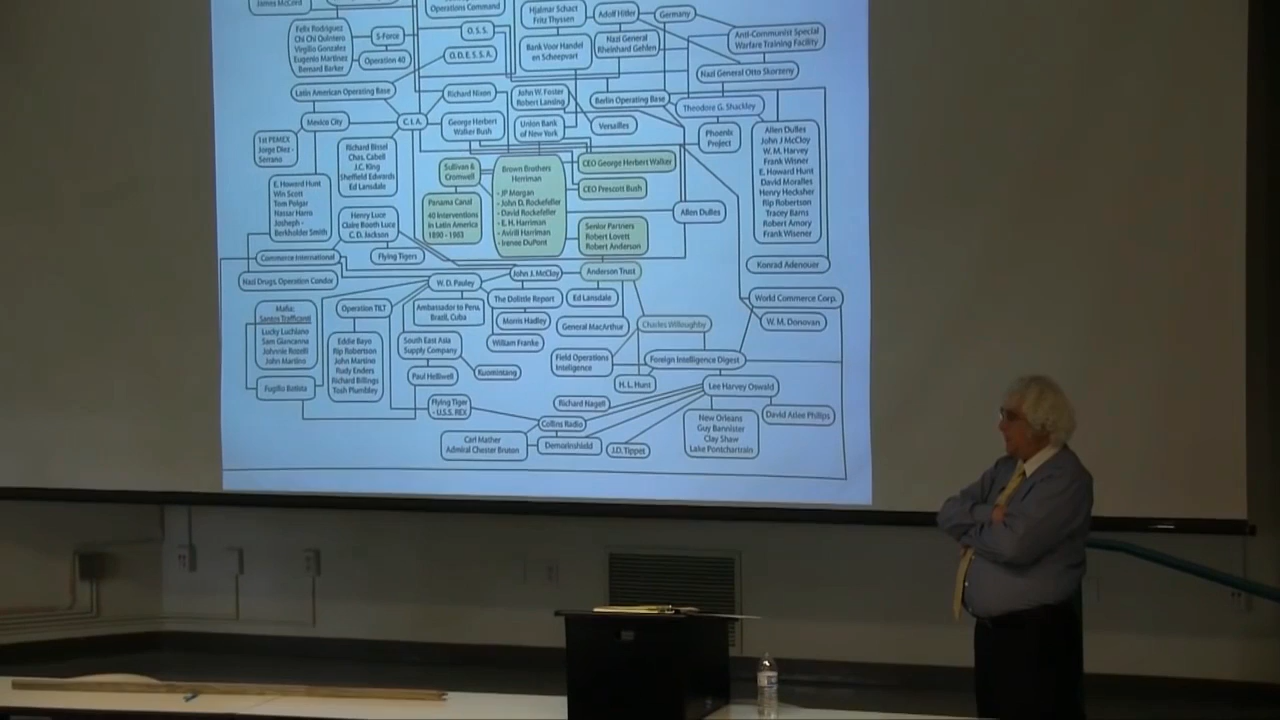 James McCord
Operations Command
Hjalmar Schact
Fritz Thyssen
Adolf Hitler
Germany
Felix Rodriguez
Chi Chi Quintero
Virgilio Gonzalez
Eugenio Martinez
Bernard Barker
S-Force
Operation 40
O.S.S.
O.D.E.S.S.A.
Bank Voor Handel
en Scheepvart
Nazi General
Rheinhard Gehlen
Anti-Communist Special
Warfare Training Facility
Nazi General Otto Skorzeny
Latin American Operating Base
Richard Nixon
John W. Foster
Robert Lansing
Berlin Operating Base
Theodore G. Shackley
Mexico City
C.I.A.
George Herbert
Walker Bush
Union Bank
of New York
Versailles
Phoenix
Project
1st PEMEX
Jorge Diez -
Serrano
Richard Bissel
Chas. Cabell
J.C. King
Sheffield Edwards
Ed Lansdale
Allen Dulles
John J McCloy
W. M. Harvey
Frank Wisner
E. Howard Hunt
David Moralles
Henry Hecksher
Rip Robertson
Tracey Barns
Robert Amory
Frank Wisener
Sullivan &
Cromwell
Brown Brothers
Herriman
- JP Morgan
- John D. Rockefeller
- David Rockefeller
- E. H. Harriman
- Avirill Harriman
- Irenee DuPont
CEO George Herbert Walker
CEO Prescott Bush
E. Howard Hunt
Win Scott
Tom Polgar
Nassar Harro
Josheph -
Berkholder Smith
Panama Canal
40 Interventions
in Latin America
1890 - 1963
Allen Dulles
Henry Luce
Claire Booth Luce
C. D. Jackson
Senior Partners
Robert Lovett
Robert Anderson
Commerce International
Flying Tigers
Konrad Adenouer
Nazi Drugs, Operation Condor
W. D. Pauley
John J. McCloy
Anderson Trust
Mafia:
Santos Trafficant
Lucky Luchiano
Sam Giancanna
Johnnie Roselli
John Martino
Operation TILT
Ambassador to Peru,
Brazil, Cuba
The Dolittle Report
Ed Lansdale
World Commerce Corp.
Morris Hadley
General MacArthur
Charles Willoughby
W. M. Donovan
William Franke
Eddie Bayo
Rip Robertson
John Martino
Rudy Enders
Richard Billings
Tosh Plumbley
South East Asia
Supply Company
Field Operations
Intelligence
Foreign Intelligence Digest
Fugilio Batista
Paul Helliwell
Kuomintang
H. L. Hunt
Lee Harvey Oswald
Flying Tiger
- U.S.S. REX
Richard Nagell
Collins Radio
New Orleans
Guy Bannister
Clay Shaw
Lake Pontchartrain
David Atlee Philips
Carl Mather
Admiral Chester Bruton
Demorinshield
J.D. Tippet